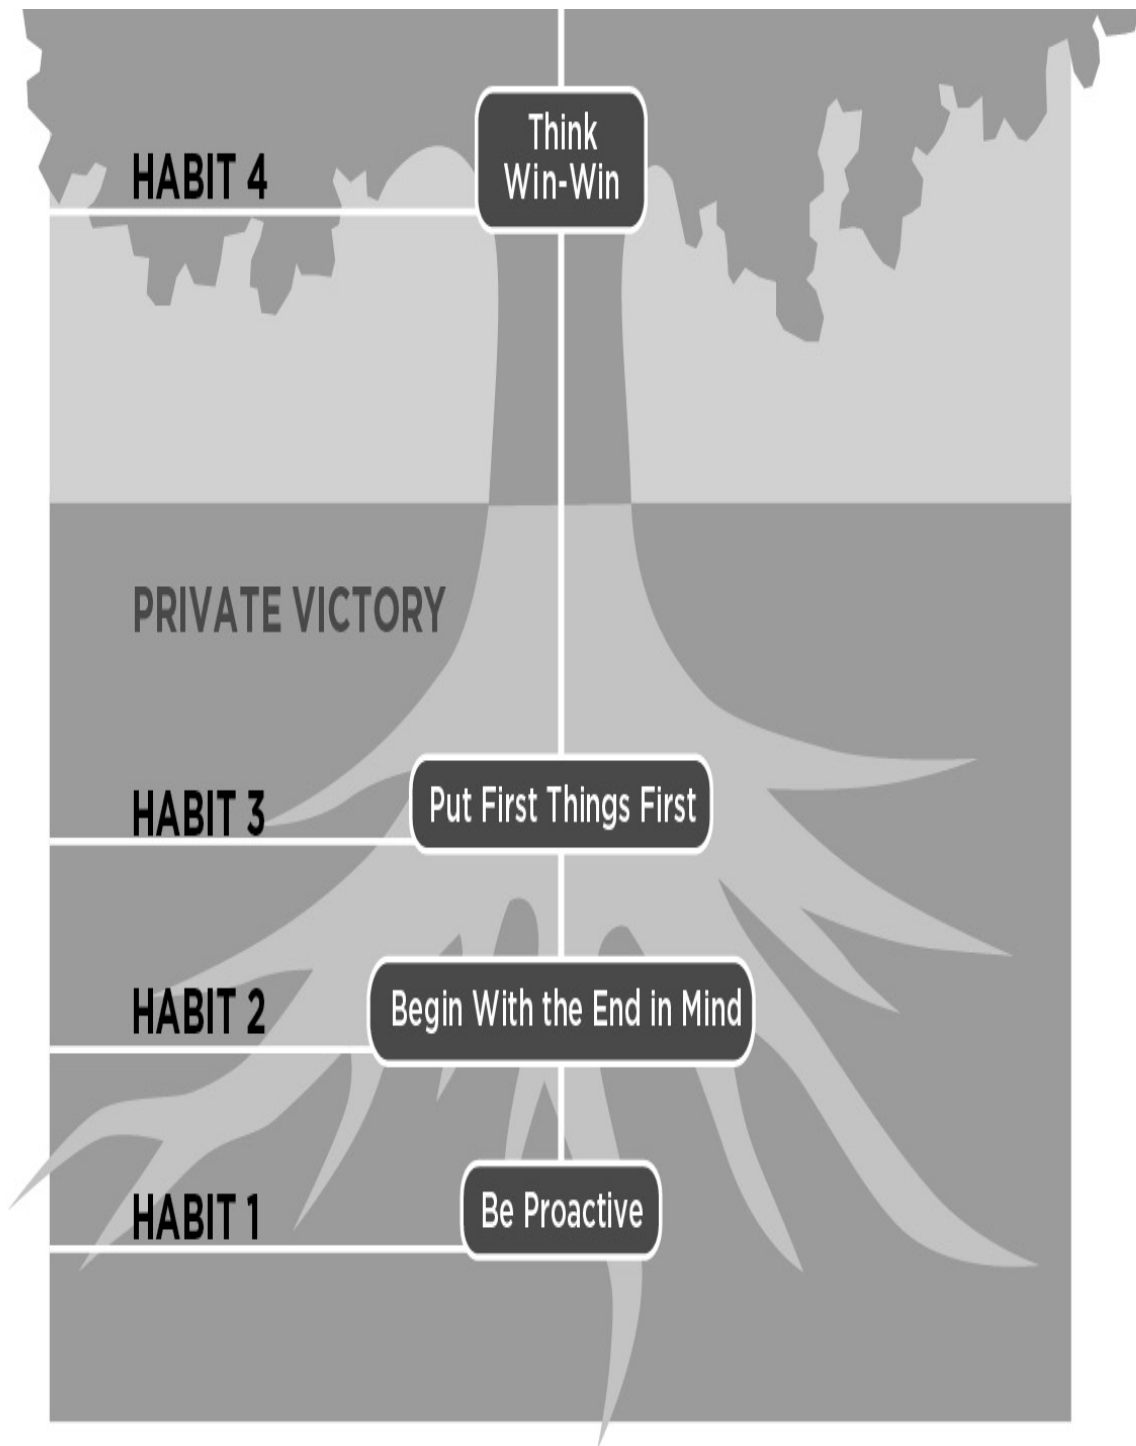 Think
Win-Win
HABIT 4
PRIVATE VICTORY
HABIT 3
Put First Things First
HABIT 2
Begin With the End in Mind
HABIT 1
Be Proactive